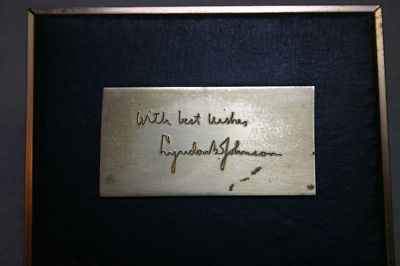 With best wishes,
Lyndon B. Johnson